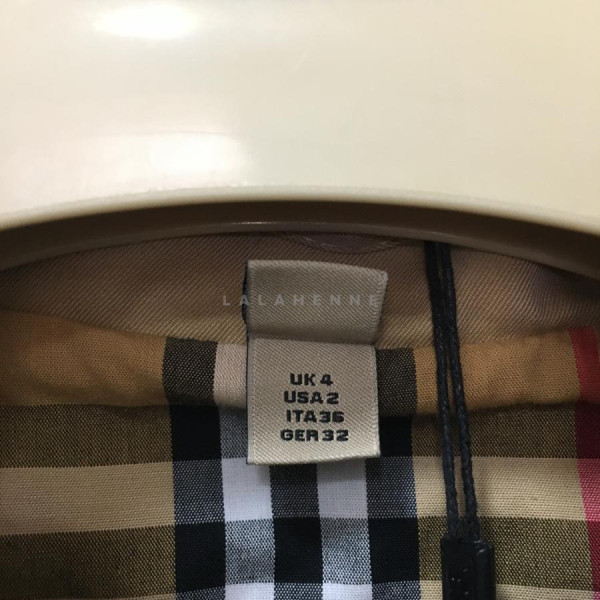 LALAHENNE
UK 4
USA 2
ITA 36
GER 32